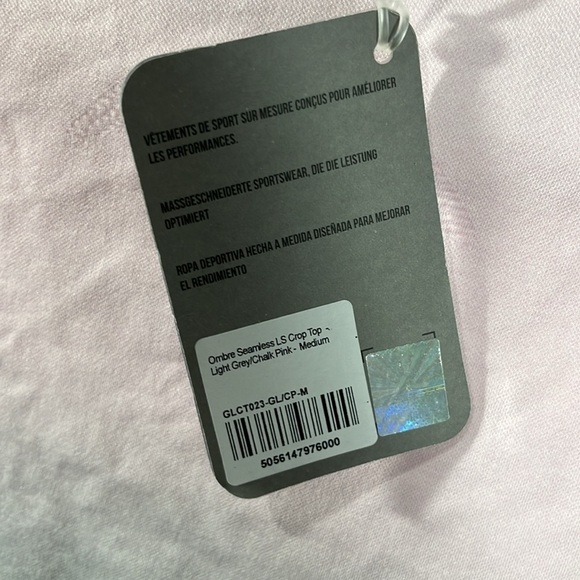 VÊTEMENTS DE SPORT SUR MESURE CONÇUS POUR AMÉLIORER
LES PERFORMANCES.
MASSGESCHNEIDERTE SPORTSWEAR, DIE DIE LEISTUNG
OPTIMIERT
ROPA DEPORTIVA HECHA A MEDIDA DISEÑADA PARA MEJORAR
EL RENDIMIENTO
Ombre Seamless LS Crop Top -
Light Grey/Chalk Pink - Medium
GLCT023-GL/CP-M
5056147976000